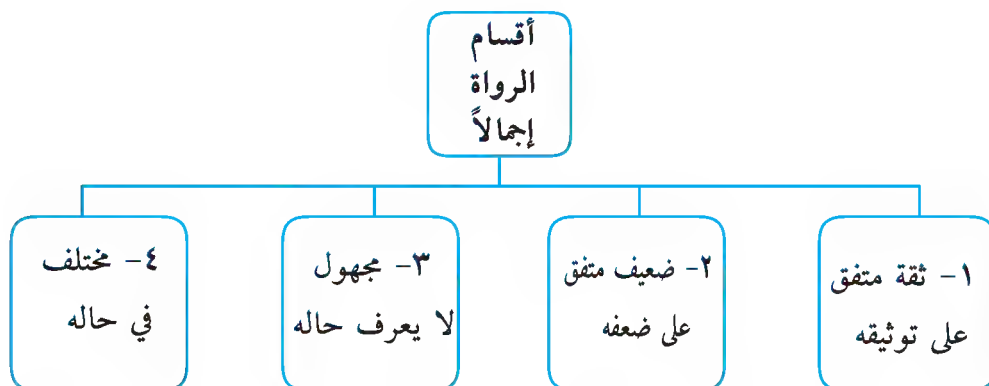 أقسام
الرواة
إجمالاً
١- ثقة متفق
على توثيقه
٢- ضعيف متفق
على ضعفه
٣- مجهول
لا يعرف حاله
٤- مختلف
في حاله